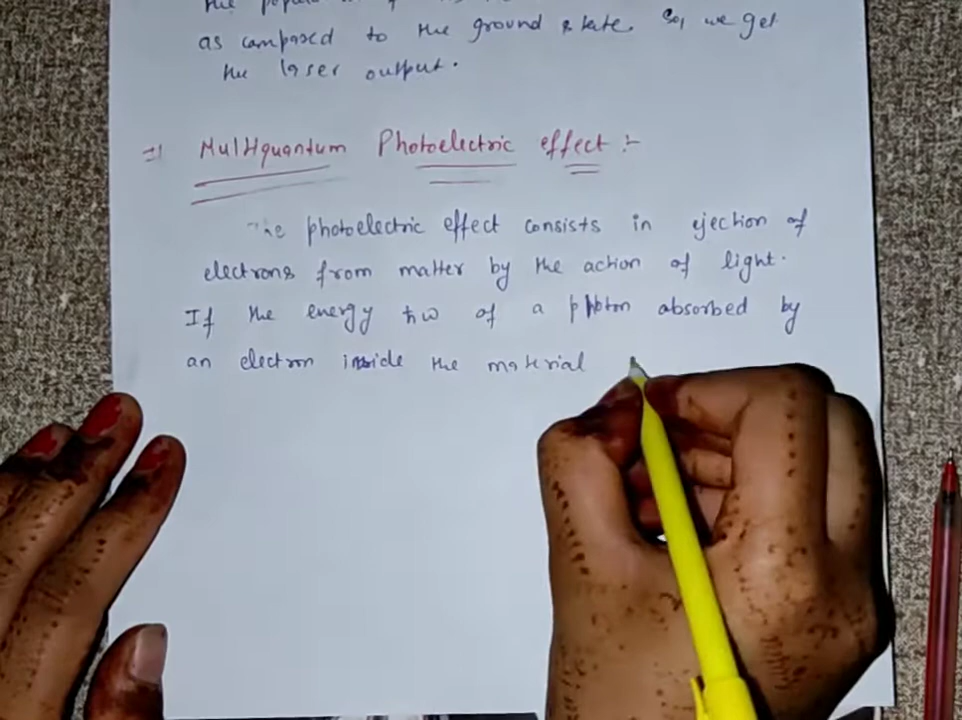 the
as compared to the ground state. So, we get
the laser output.
⇒ Multiquantum Photoelectric effect :-
The photoelectric effect consists in ejection of
electrons from matter by the action of light.
If the energy ħω of a photon absorbed by
an electron inside the material